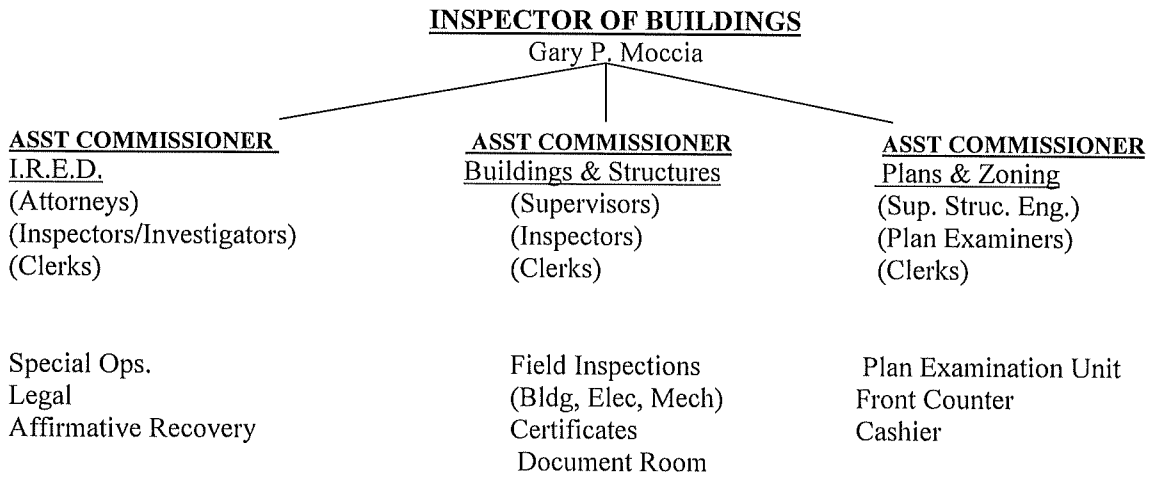 INSPECTOR OF BUILDINGS
Gary P. Moccia
ASST COMMISSIONER
I.R.E.D.
(Attorneys)
(Inspectors/Investigators)
(Clerks)
Special Ops.
Legal
Affirmative Recovery
ASST COMMISSIONER
Buildings & Structures
(Supervisors)
(Inspectors)
(Clerks)
Field Inspections
(Bldg, Elec, Mech)
Certificates
Document Room
ASST COMMISSIONER
Plans & Zoning
(Sup. Struc. Eng.)
(Plan Examiners)
(Clerks)
Plan Examination Unit
Front Counter
Cashier